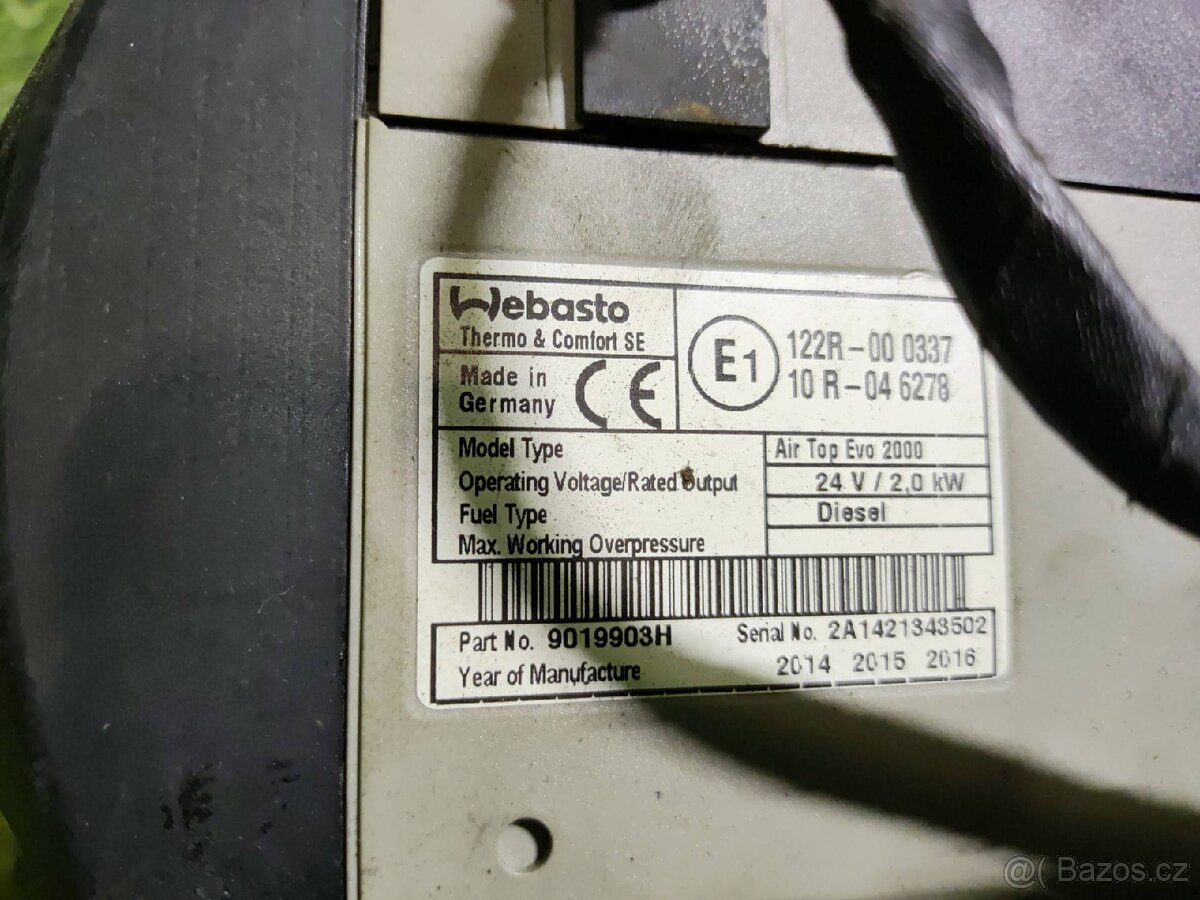 Webasto
Thermo & Comfort SE
Made in
Germany
CE
E1
122R-00 0337
10 R-04 6278
Model Type Air Top Evo 2000
Operating Voltage/Rated Output 24 V / 2,0 kW
Fuel Type Diesel
Max. Working Overpressure
Part No. 9019903H Serial No. 2A1421343502
Year of Manufacture 2014 2015 2016
@( Bazos.cz